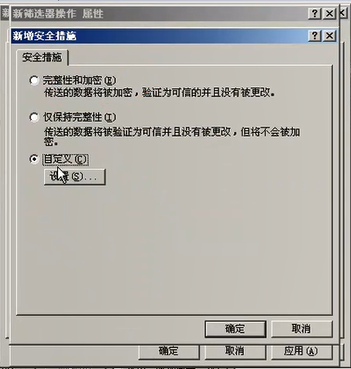 新筛选器操作 属性
新增安全措施
安全措施
完整性和加密(E)
传送的数据将被加密，验证为可信的并且没有被更改。
仅保持完整性(I)
传送的数据将被验证为可信并且没有被更改，但将不会被加
密。
自定义(C)
设置(S)...
确定 取消
确定 取消 应用(A)